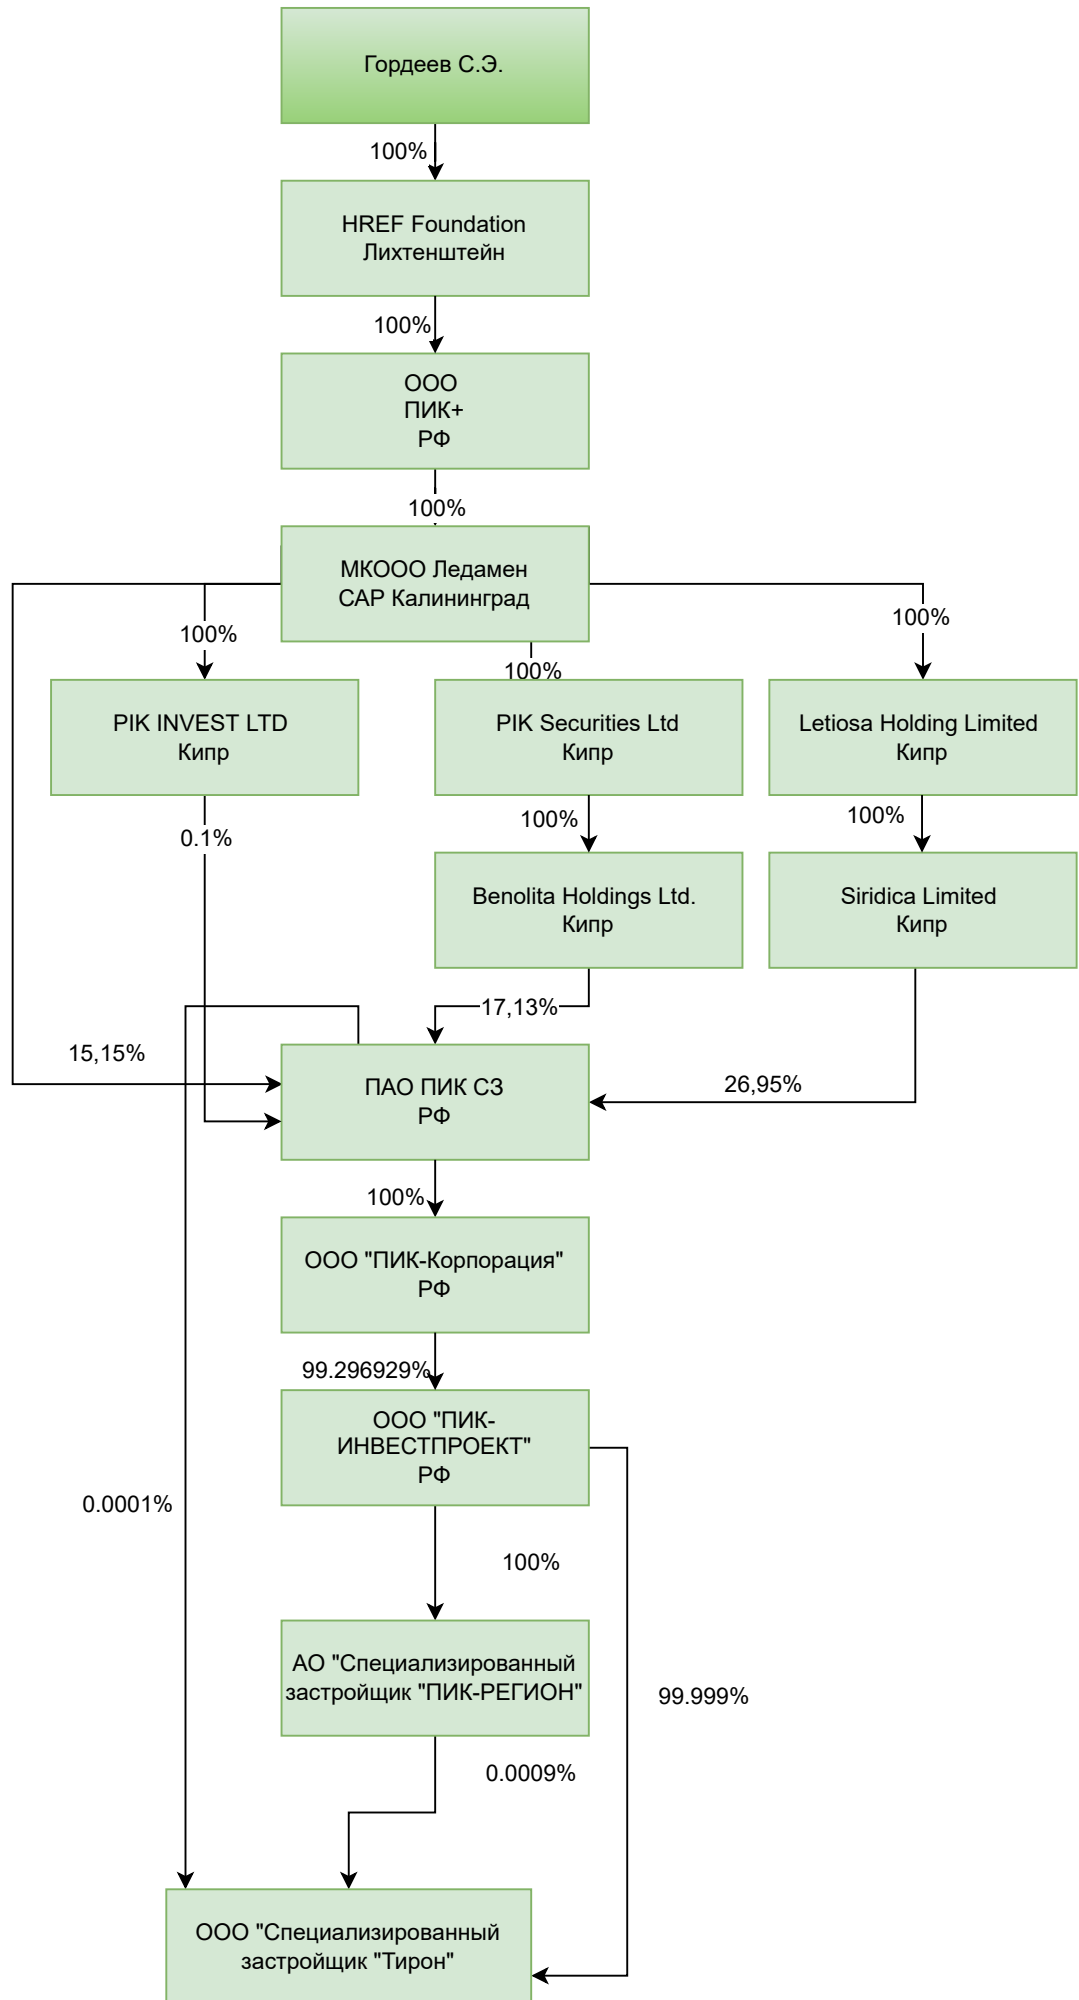 Гордеев С.Э.
100%
HREF Foundation
Лихтенштейн
100%
ООО
ПИК+
РФ
100%
МКООО Ледамен
САР Калининград
100%
100%
100%
PIK INVEST LTD
Кипр
PIK Securities Ltd
Кипр
Letiosa Holding Limited
Кипр
0.1%
100%
100%
Benolita Holdings Ltd.
Кипр
Siridica Limited
Кипр
17,13%
15,15%
26,95%
ПАО ПИК СЗ
РФ
100%
ООО "ПИК-Корпорация"
РФ
99.296929%
ООО "ПИК-
ИНВЕСТПРОЕКТ"
РФ
0.0001%
100%
АО "Специализированный
застройщик "ПИК-РЕГИОН"
99.999%
0.0009%
ООО "Специализированный
застройщик "Тирон"